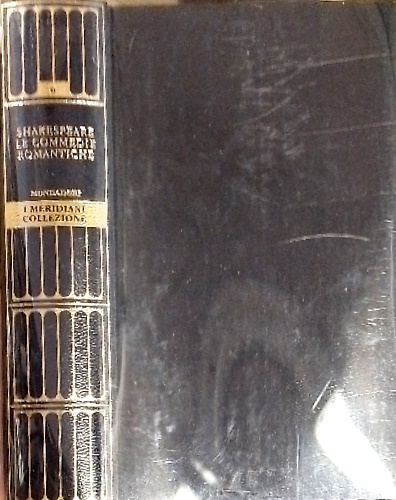 SHAKESPEARE
LE COMMEDIE
ROMANTICHE
MONDADORI
I MERIDIANI
COLLEZIONE